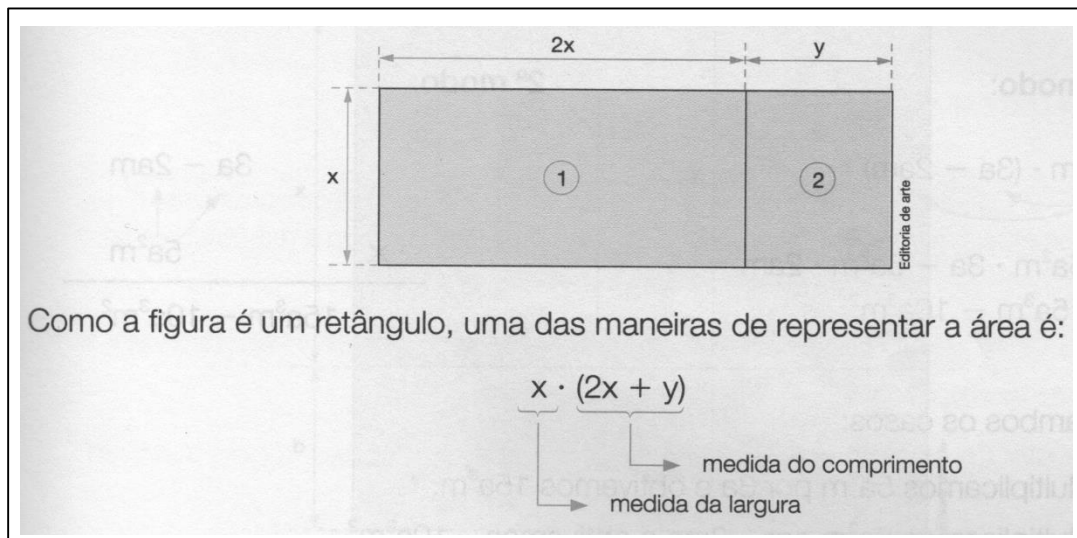 2x y
x 1 2
Editoria de arte
Como a figura é um retângulo, uma das maneiras de representar a área é:
x · (2x + y)
medida do comprimento
medida da largura